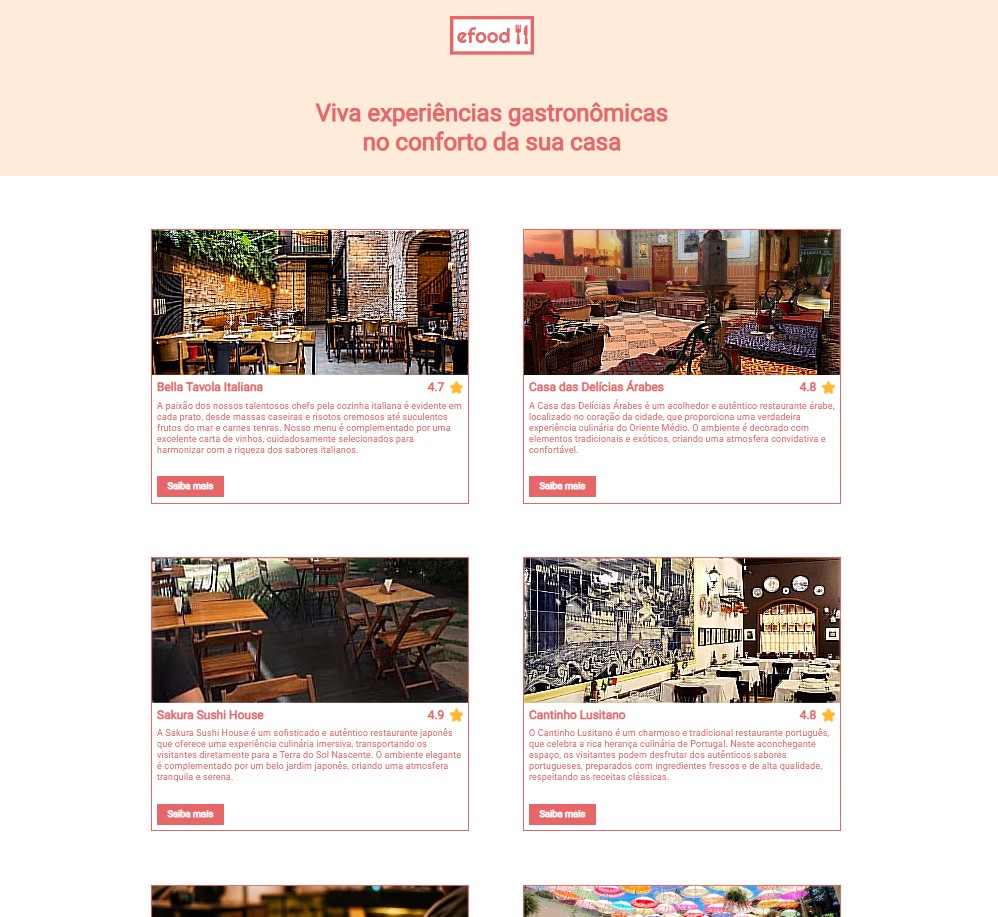 efood
Viva experiências gastronômicas
no conforto da sua casa
Bella Tavola Italiana 4.7
A paixão dos nossos talentosos chefs pela cozinha italiana é evidente em
cada prato, desde massas caseiras e risotos cremosos até suculentos
frutos do mar e carnes tenras. Nosso menu é complementado por uma
excelente carta de vinhos, cuidadosamente selecionados para
harmonizar com a riqueza dos sabores italianos.
Saiba mais
Casa das Delícias Árabes 4.8
A Casa das Delícias Árabes é um acolhedor e autêntico restaurante árabe,
localizado no coração da cidade, que proporciona uma verdadeira
experiência culinária do Oriente Médio. O ambiente é decorado com
elementos tradicionais e exóticos, criando uma atmosfera convidativa e
confortável.
Saiba mais
Sakura Sushi House 4.9
A Sakura Sushi House é um sofisticado e autêntico restaurante japonês
que oferece uma experiência culinária imersiva, transportando os
visitantes diretamente para a Terra do Sol Nascente. O ambiente elegante
é complementado por um belo jardim japonês, criando uma atmosfera
tranquila e serena.
Saiba mais
Cantinho Lusitano 4.8
O Cantinho Lusitano é um charmoso e tradicional restaurante português,
que celebra a rica herança culinária de Portugal. Neste aconchegante
espaço, os visitantes podem desfrutar dos autênticos sabores
portugueses, preparados com ingredientes frescos e de alta qualidade,
respeitando as receitas clássicas.
Saiba mais